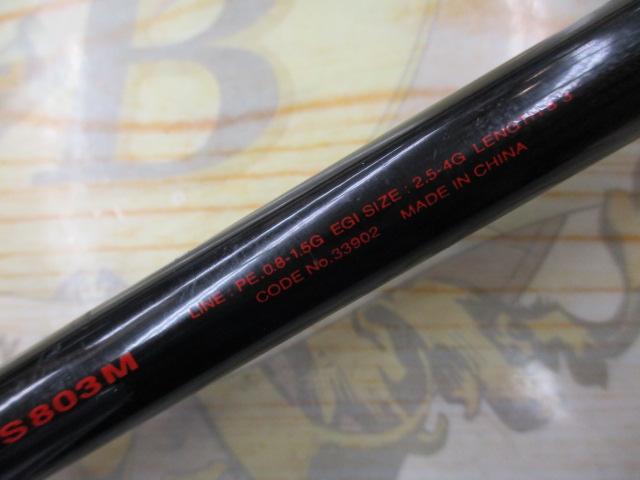 B
LINE : PE.0.8-1.5G EGI SIZE : 2.5-4G
CODE No.33902 MADE IN CHINA
S803M